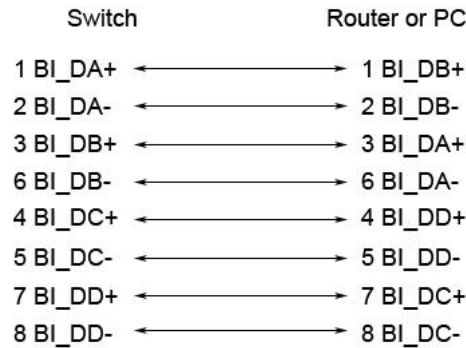 Switch Router or PC
1 BI_DA+ 1 BI_DB+
2 BI_DA- 2 BI_DB-
3 BI_DB+ 3 BI_DA+
6 BI_DB- 6 BI_DA-
4 BI_DC+ 4 BI_DD+
5 BI_DC- 5 BI_DD-
7 BI_DD+ 7 BI_DC+
8 BI_DD- 8 BI_DC-